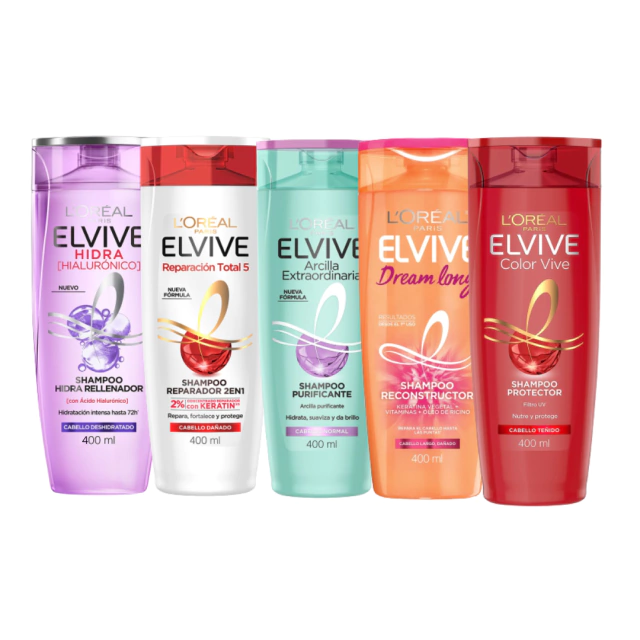 L'ORÉAL
PARIS
ELVIVE
HIDRA
[HIALURÓNICO]
NUEVO
SHAMPOO
HIDRA RELLENADOR
[con Ácido Hialurónico]
Hidratación intensa hasta 72h
CABELLO DESHIDRATADO
400 ml
L'ORÉAL
PARIS
ELVIVE
Reparación Total 5
NUEVA
FÓRMULA
SHAMPOO
REPARADOR 2EN1
2%
CON KERATIN
Repara, fortalece y protege
CABELLO DAÑADO
400 ml
L'ORÉAL
PARIS
ELVIVE
Arcilla
Extraordinaria
NUEVA
FÓRMULA
SHAMPOO
PURIFICANTE
Arcilla purificante
Hidrata, suaviza y da brillo
CABELLO NORMAL
400 ml
L'ORÉAL
PARIS
ELVIVE
Dream long
SHAMPOO
RECONSTRUCTOR
KERATINA VEGETAL +
VITAMINAS + ÓLEO DE RICINO
CABELLO LARGO, DAÑADO
400 ml
L'ORÉAL
PARIS
ELVIVE
Color Vive
SHAMPOO
PROTECTOR
Filtro UV
Nutre y protege
CABELLO TEÑIDO
400 ml